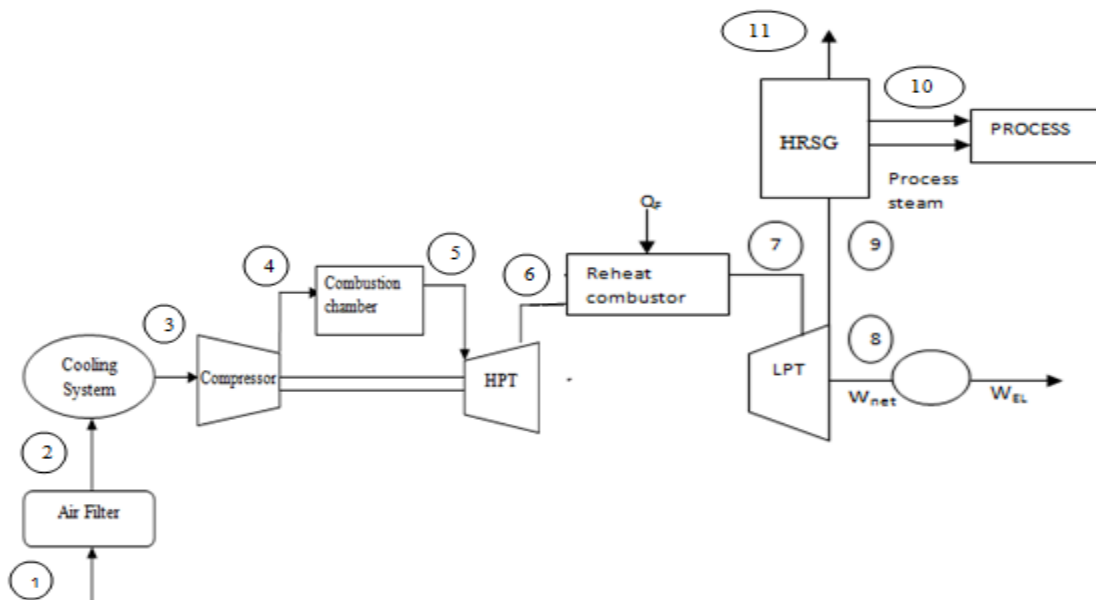 11
10
HRSG
PROCESS
Process
steam
Q_F
4
5
6
7
9
Combustion
chamber
Reheat
combustor
3
8
Cooling
System
Compressor
HPT
LPT
W_net
W_EL
2
Air Filter
1